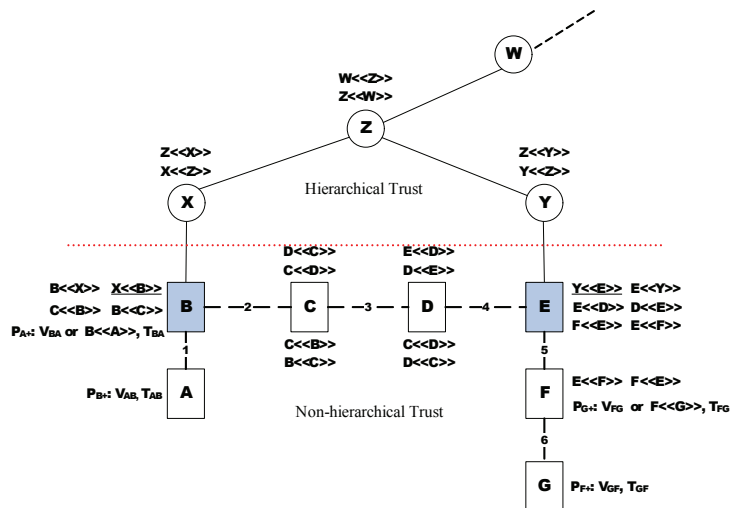 W
W<<Z>>
Z<<W>>
Z
Z<<X>>
X<<Z>>
Z<<Y>>
Y<<Z>>
Hierarchical Trust
X
Y
D<<C>>
C<<D>>
E<<D>>
D<<E>>
B<<X>> X<<B>>
C<<B>> B<<C>>
PA+: VBA or B<<A>>, TBA
B
2
C
3
D
4
E
Y<<E>> E<<Y>>
E<<D>> D<<E>>
F<<E>> E<<F>>
C<<B>>
B<<C>>
C<<D>>
D<<C>>
1
5
PB+: VAB, TAB
A
Non-hierarchical Trust
F
E<<F>> F<<E>>
PG+: VFG or F<<G>>, TFG
6
G
PF+: VGF, TGF